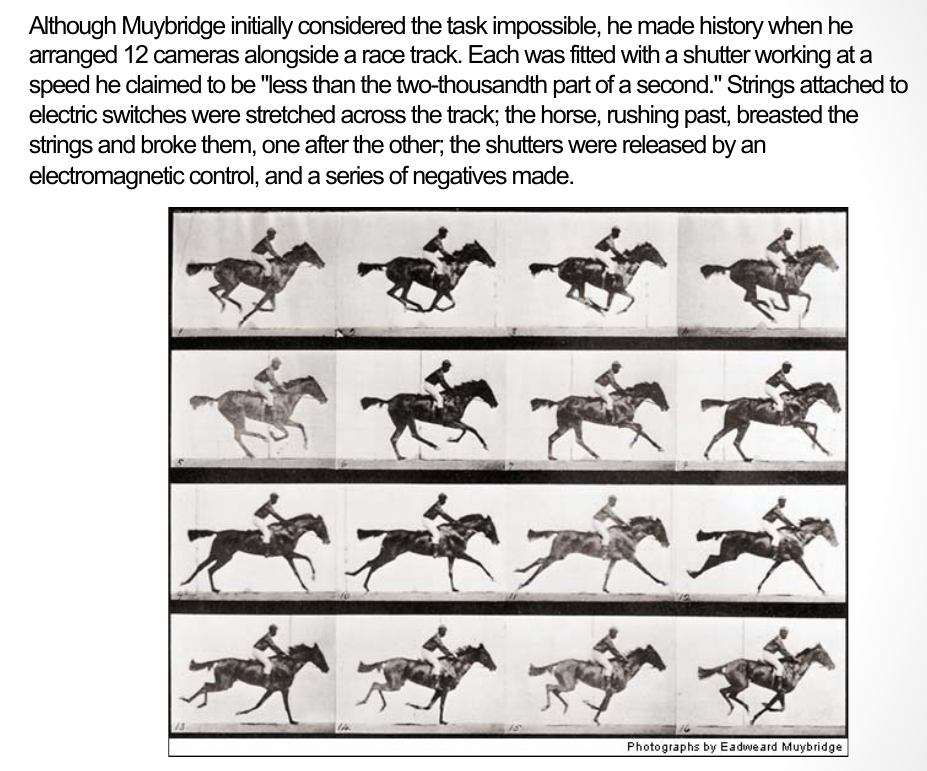 Although Muybridge initially considered the task impossible, he made history when he
arranged 12 cameras alongside a race track. Each was fitted with a shutter working at a
speed he claimed to be "less than the two-thousandth part of a second." Strings attached to
electric switches were stretched across the track; the horse, rushing past, breasted the
strings and broke them, one after the other; the shutters were released by an
electromagnetic control, and a series of negatives made.
1 2 3 4
5 6 7
9 10 11 12
13 14 15 16
Photographs by Eadweard Muybridge